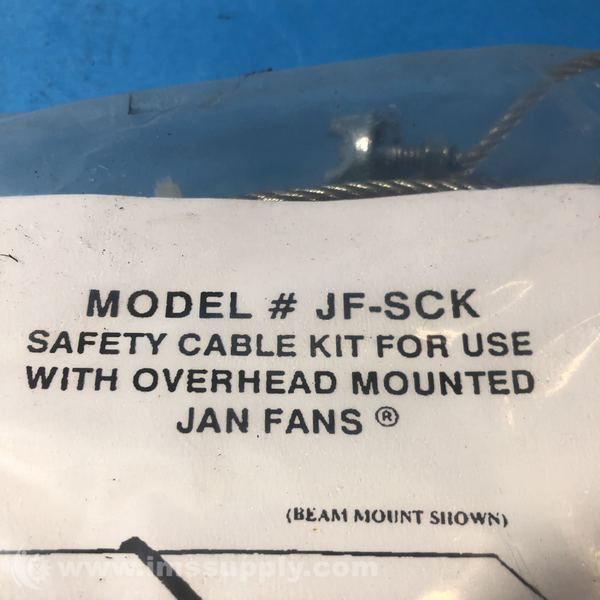 MODEL # JF-SCK
SAFETY CABLE KIT FOR USE
WITH OVERHEAD MOUNTED
JAN FANS ®
(BEAM MOUNT SHOWN)
www.imssupply.com